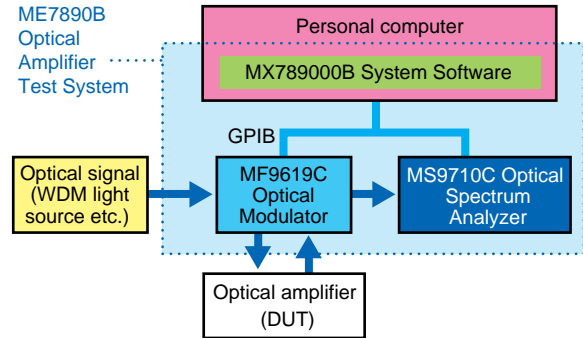 ME7890B
Optical
Amplifier
Test System
Personal computer
MX789000B System Software
GPIB
Optical signal
(WDM light
source etc.)
MF9619C
Optical
Modulator
MS9710C Optical
Spectrum
Analyzer
Optical amplifier
(DUT)